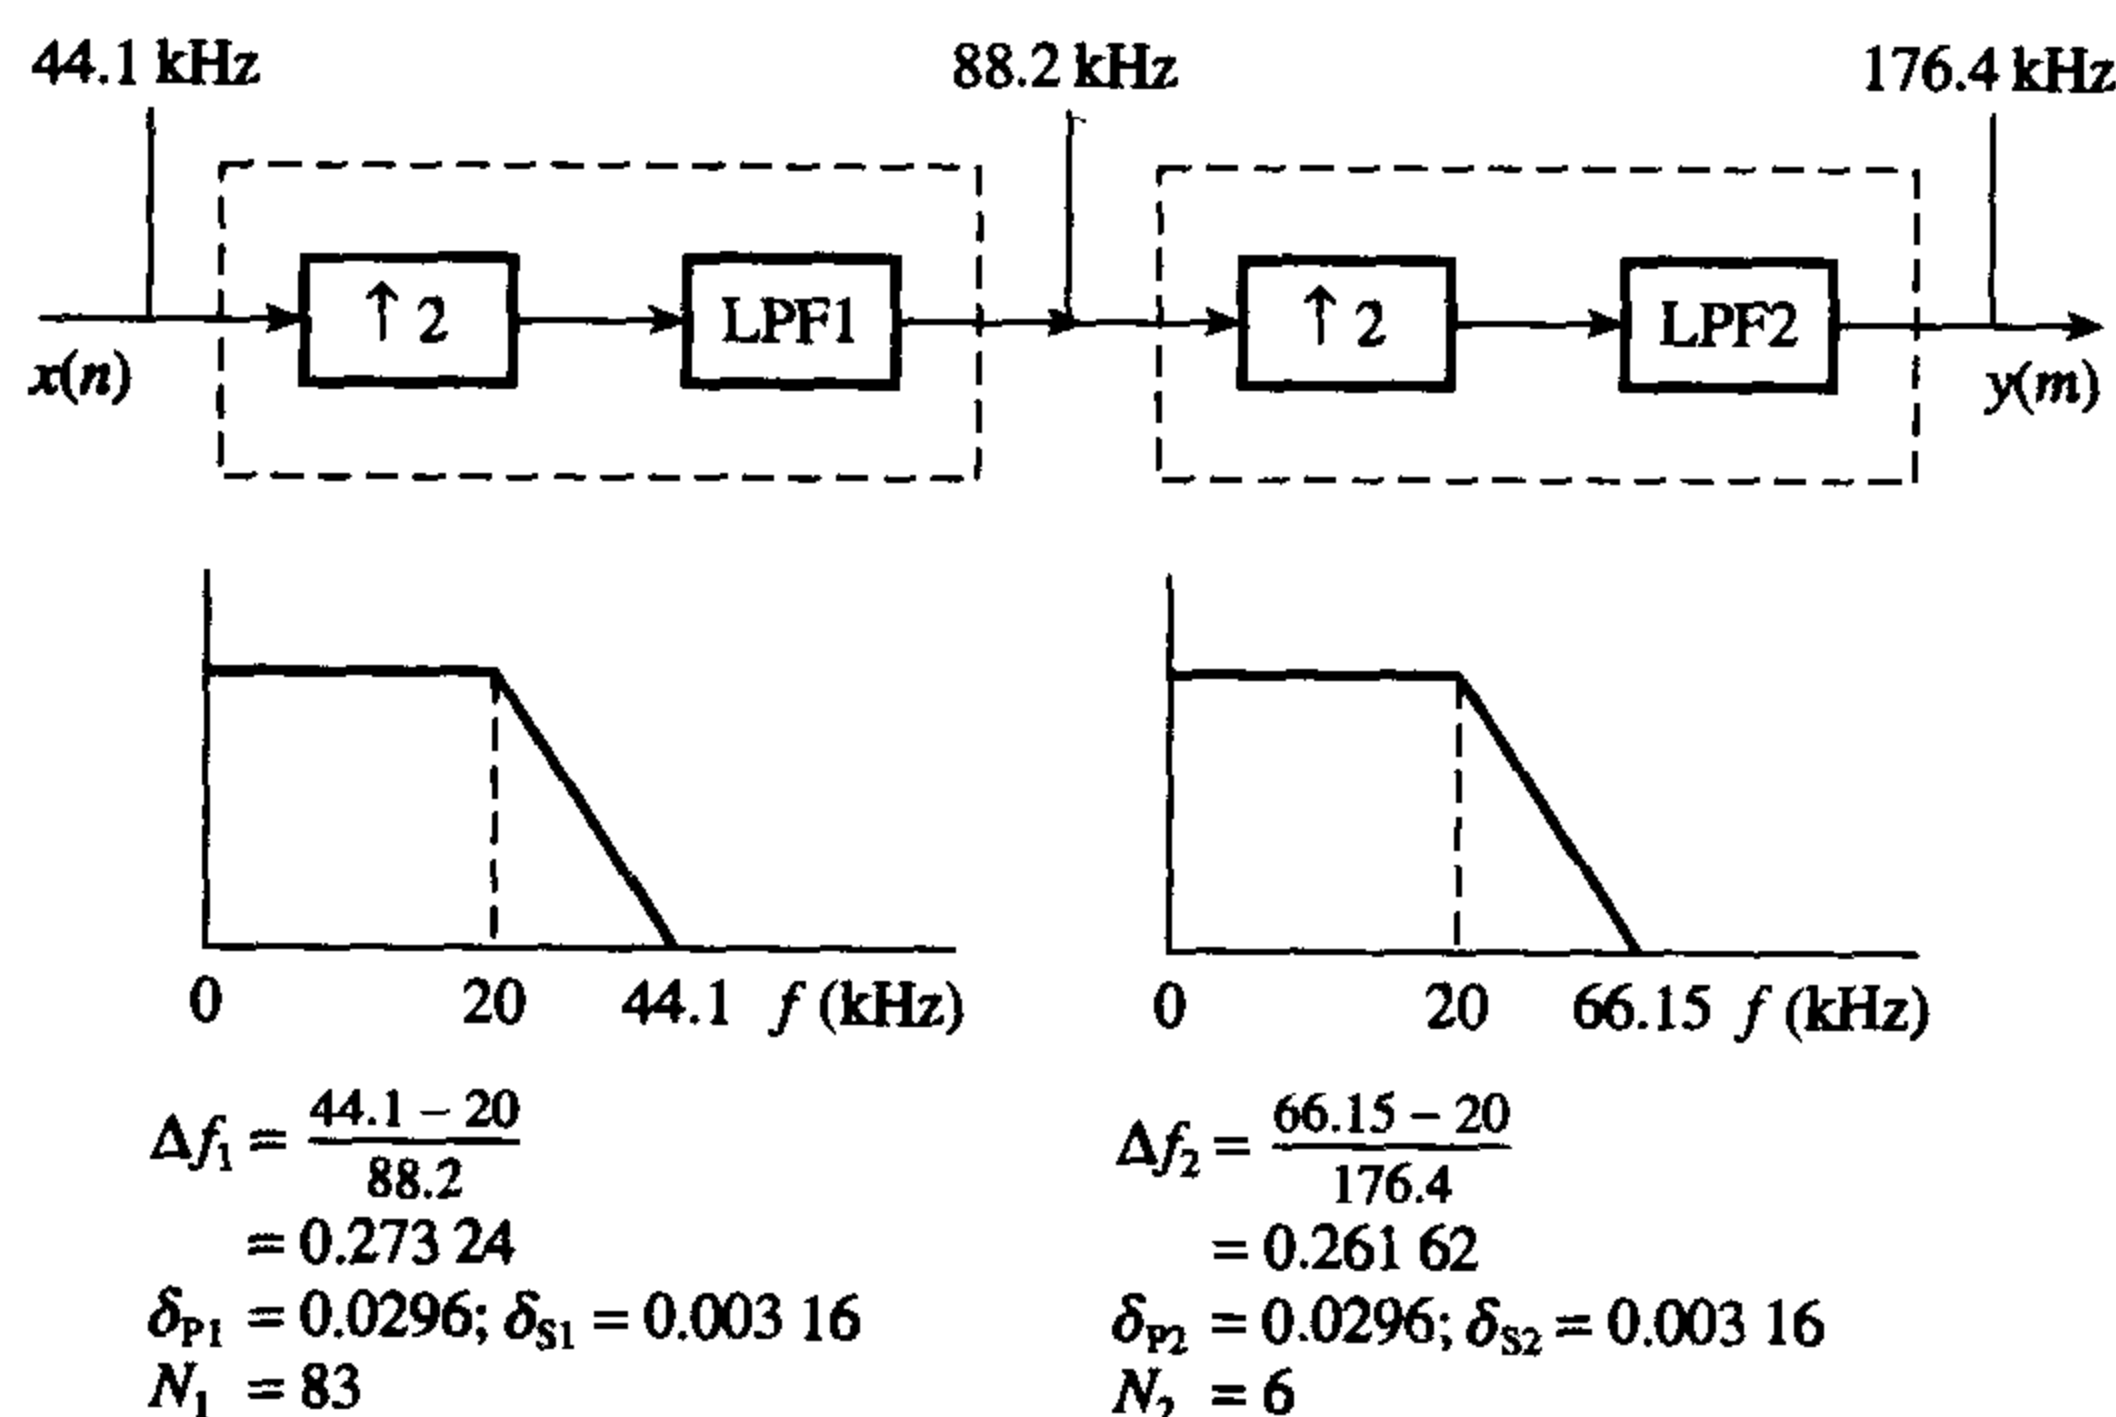 44.1 kHz 88.2 kHz 176.4 kHz
↑ 2 LPF1 ↑ 2 LPF2
x(n) y(m)
0 20 44.1 f (kHz) 0 20 66.15 f (kHz)
Δf₁ = (44.1 – 20)/88.2
= 0.273 24
δP1 = 0.0296; δS1 = 0.003 16
N₁ = 83
Δf₂ = (66.15 – 20)/176.4
= 0.261 62
δP2 = 0.0296; δS2 = 0.003 16
N₂ = 6